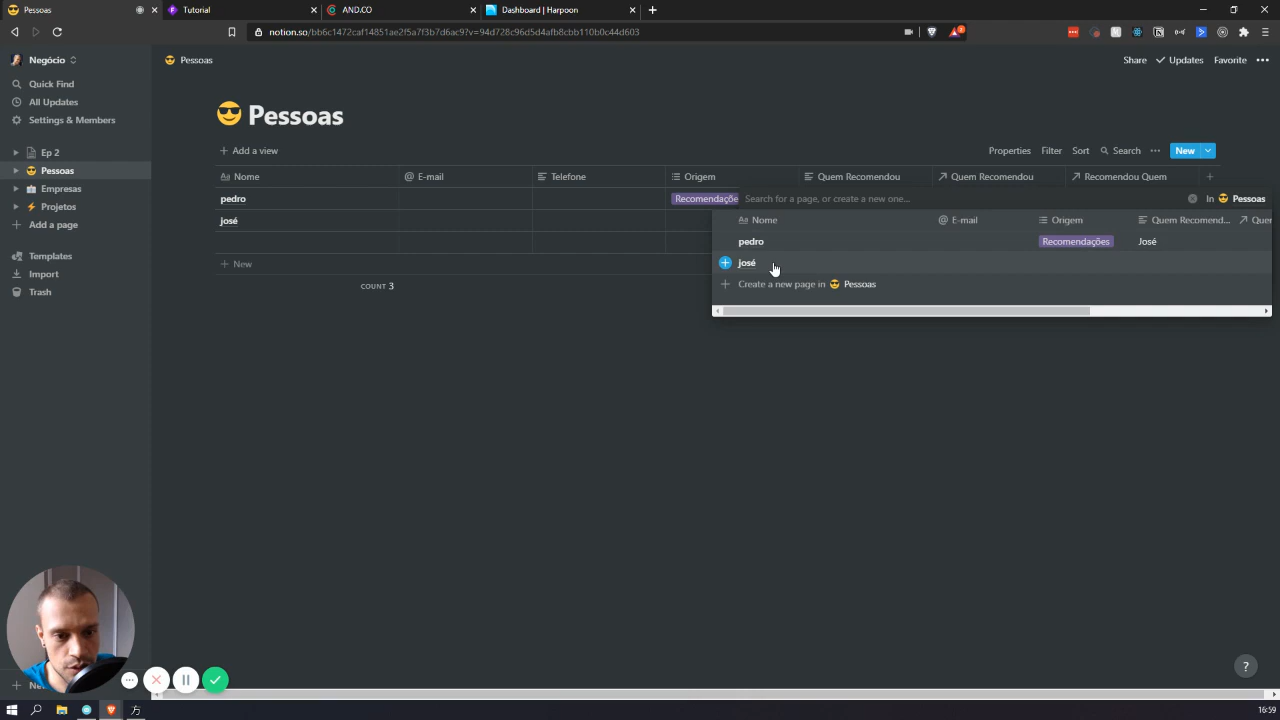 Pessoas
Tutorial
AND.CO
Dashboard | Harpoon
notion.so/bb6c1472caf14851ae2f5a7f3b7d6ac9?v=94d728c96d5d4afb8cbb110b0c44d603
Negócio
Pessoas
Share
Updates
Favorite
Quick Find
All Updates
Settings & Members
Pessoas
Add a view
Properties
Filter
Sort
Search
New
Ep 2
Pessoas
Empresas
Projetos
Add a page
Templates
Import
Trash
Nome
E-mail
Telefone
Origem
Quem Recomendou
Quem Recomendou
Recomendou Quem
pedro
Recomendaçõe
Search for a page, or create a new one...
In
Pessoas
josé
Nome
E-mail
Origem
Quem Recomend...
Quer
pedro
Recomendações
José
josé
Create a new page in
Pessoas
New
COUNT 3
?
16:59